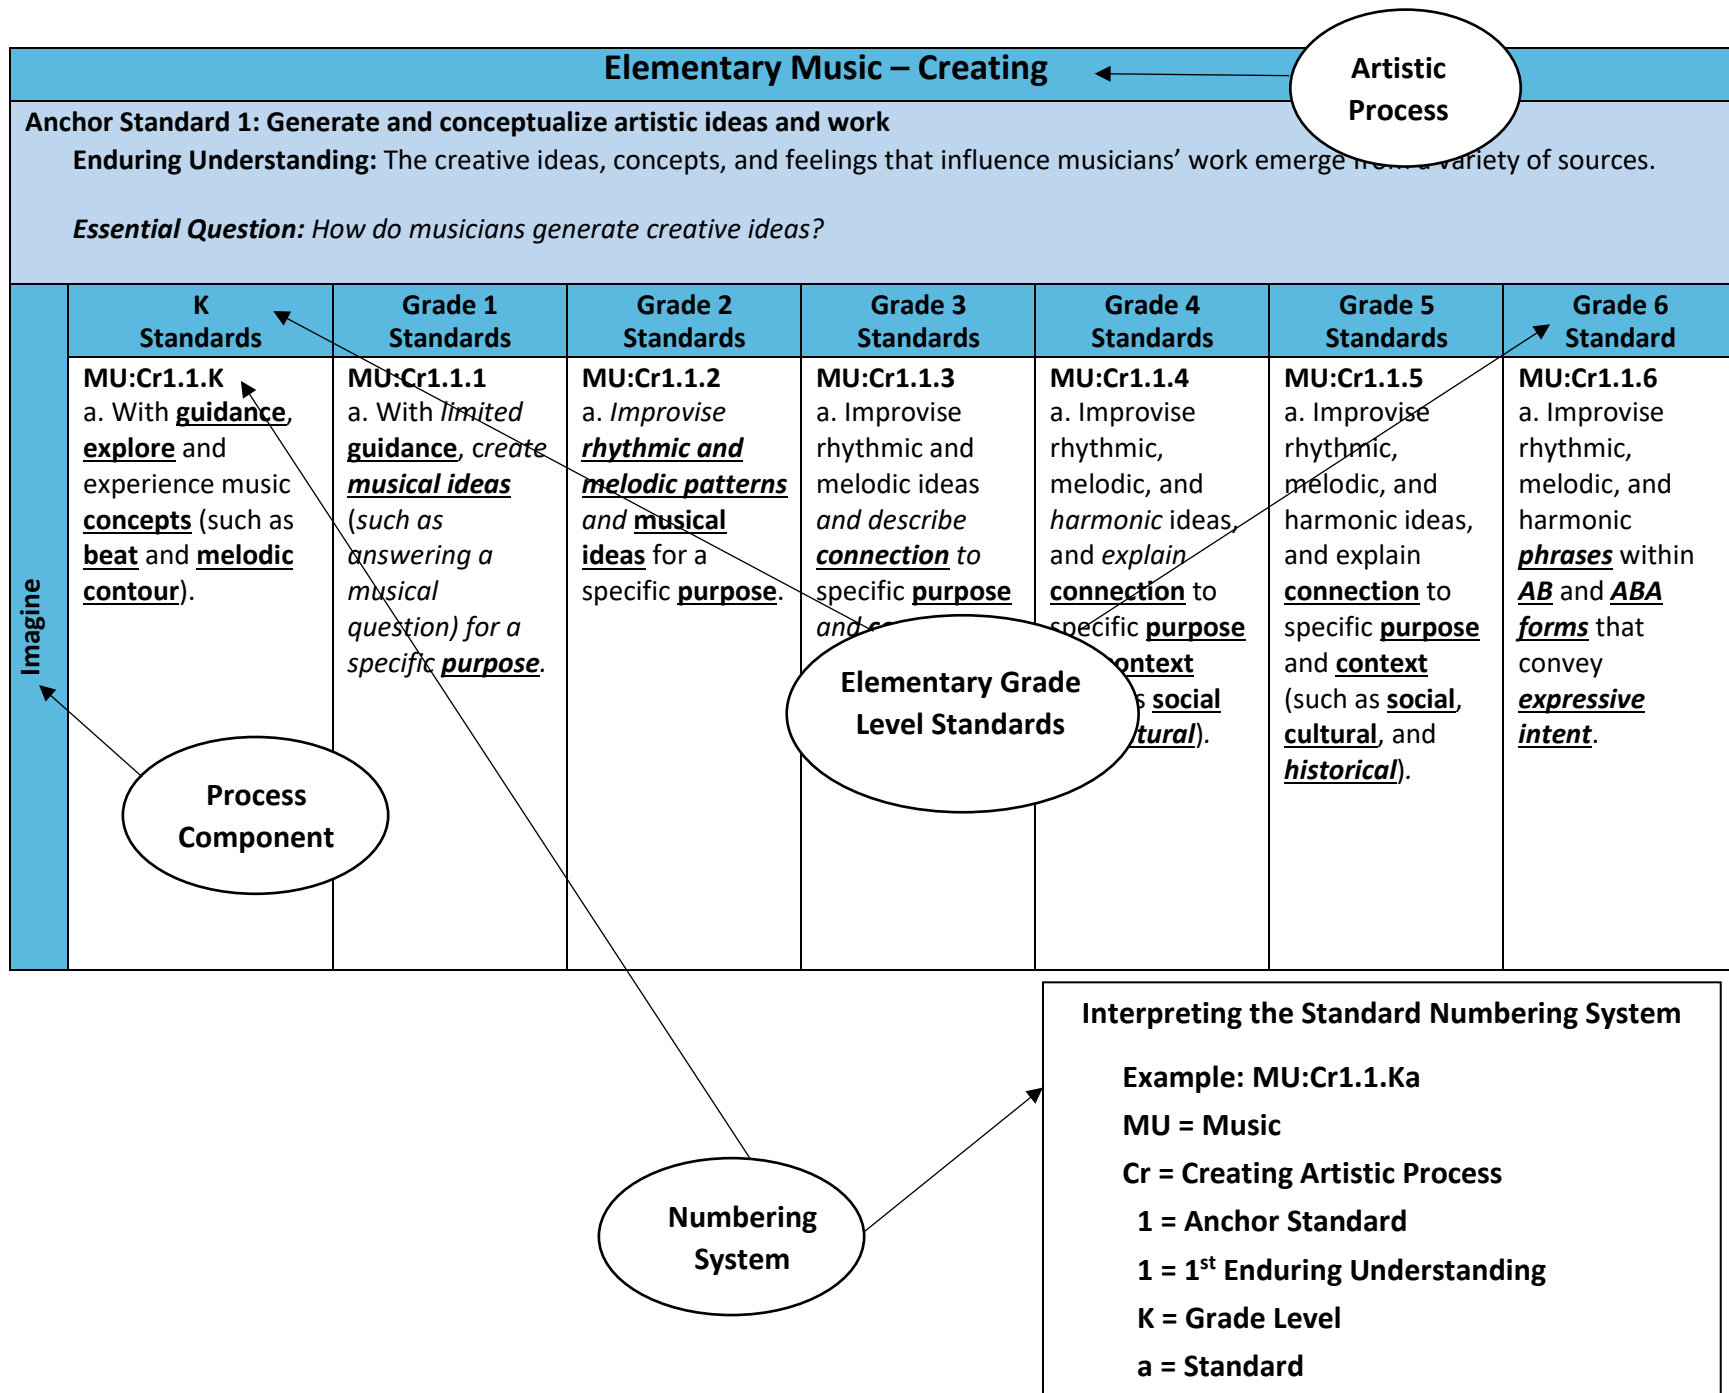 Elementary Music – Creating
Artistic
Process
Anchor Standard 1: Generate and conceptualize artistic ideas and work
Enduring Understanding: The creative ideas, concepts, and feelings that influence musicians’ work emerge from a variety of sources.
Essential Question: How do musicians generate creative ideas?
Imagine
K
Standards
MU:Cr1.1.K
a. With guidance,
explore and
experience music
concepts (such as
beat and melodic
contour).
Grade 1
Standards
MU:Cr1.1.1
a. With limited
guidance, create
musical ideas
(such as
answering a
musical
question) for a
specific purpose.
Grade 2
Standards
MU:Cr1.1.2
a. Improvise
rhythmic and
melodic patterns
and musical
ideas for a
specific purpose.
Grade 3
Standards
MU:Cr1.1.3
a. Improvise
rhythmic and
melodic ideas
and describe
connection to
specific purpose
and
Grade 4
Standards
MU:Cr1.1.4
a. Improvise
rhythmic,
melodic, and
harmonic ideas,
and explain
connection to
specific purpose
context
social
Grade 5
Standards
MU:Cr1.1.5
a. Improvise
rhythmic,
melodic, and
harmonic ideas,
and explain
connection to
specific purpose
and context
(such as social,
cultural, and
historical).
Grade 6
Standard
MU:Cr1.1.6
a. Improvise
rhythmic,
melodic, and
harmonic
phrases within
AB and ABA
forms that
convey
expressive
intent.
Elementary Grade
Level Standards
Process
Component
Numbering
System
Interpreting the Standard Numbering System
Example: MU:Cr1.1.Ka
MU = Music
Cr = Creating Artistic Process
1 = Anchor Standard
1 = 1st Enduring Understanding
K = Grade Level
a = Standard